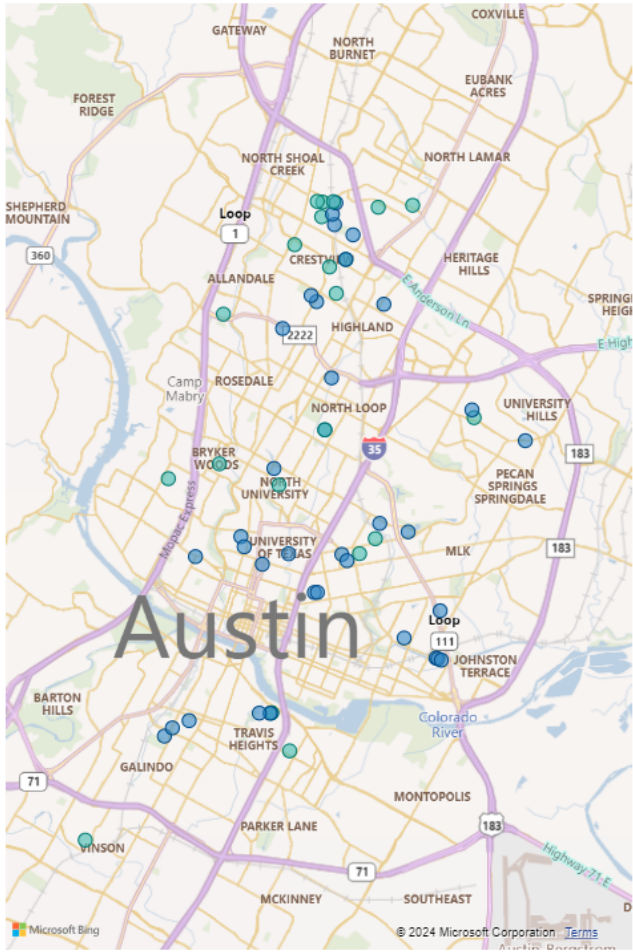 COXVILLE
GATEWAY
NORTH
BURNET
EUBANK
ACRES
FOREST
RIDGE
NORTH SHOAL
CREEK
NORTH LAMAR
SHEPHERD
MOUNTAIN
Loop
1
360
HERITAGE
HILLS
ALLANDALE
E Anderson Ln
HIGHLAND
2222
E High
Camp
Mabry
ROSEDALE
NORTH LOOP
UNIVERSITY
HILLS
35
183
BRYKER
WOODS
NORTH
UNIVERSITY
PECAN
SPRINGS
SPRINGDALE
Mopac Express
UNIVERSITY
OF TEXAS
MLK
183
Austin
Loop
111
JOHNSTON
TERRACE
BARTON
HILLS
Colorado
River
TRAVIS
HEIGHTS
GALINDO
71
MONTOPOLIS
PARKER LANE
183
VINSON
Highway 71 E
71
MCKINNEY
SOUTHEAST
Microsoft Bing
© 2024 Microsoft Corporation Terms